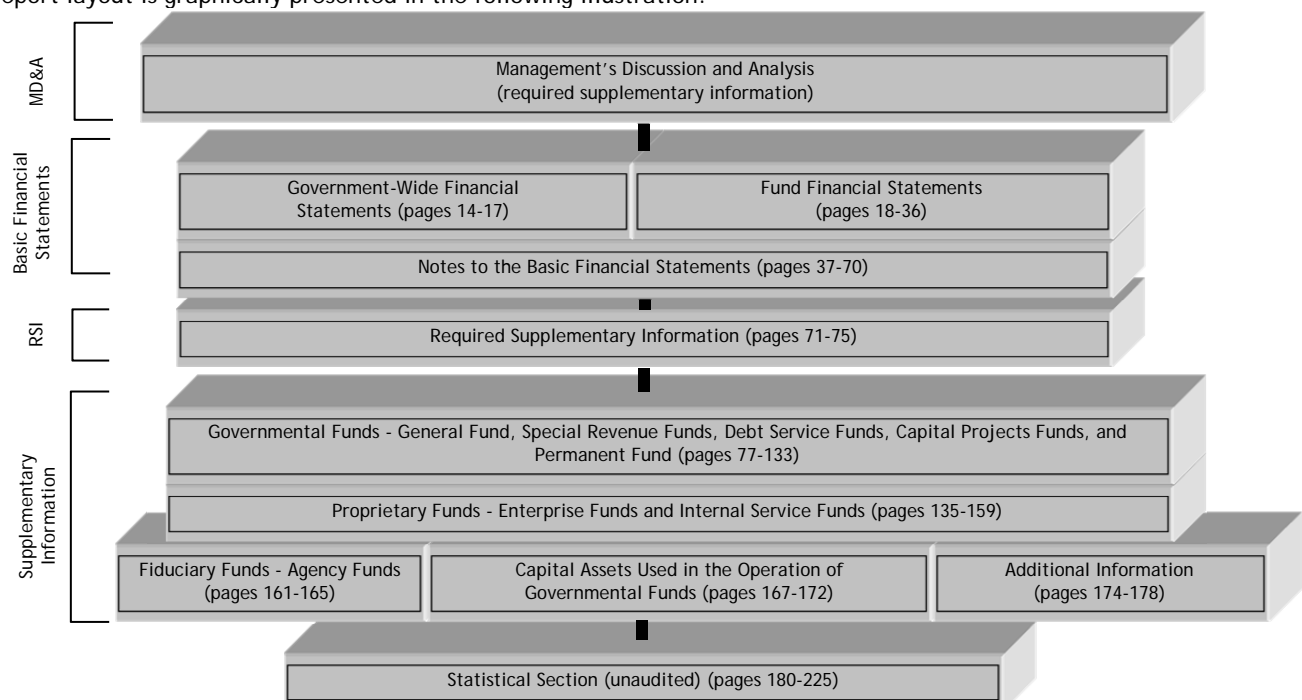 eport layout is graphically presented in the following illustration:
MD&A
Management's Discussion and Analysis
(required supplementary information)
Basic Financial
Statements
Government-Wide Financial
Statements (pages 14-17)
Fund Financial Statements
(pages 18-36)
Notes to the Basic Financial Statements (pages 37-70)
RSI
Required Supplementary Information (pages 71-75)
Supplementary
Information
Governmental Funds - General Fund, Special Revenue Funds, Debt Service Funds, Capital Projects Funds, and
Permanent Fund (pages 77-133)
Proprietary Funds - Enterprise Funds and Internal Service Funds (pages 135-159)
Fiduciary Funds - Agency Funds
(pages 161-165)
Capital Assets Used in the Operation of
Governmental Funds (pages 167-172)
Additional Information
(pages 174-178)
Statistical Section (unaudited) (pages 180-225)